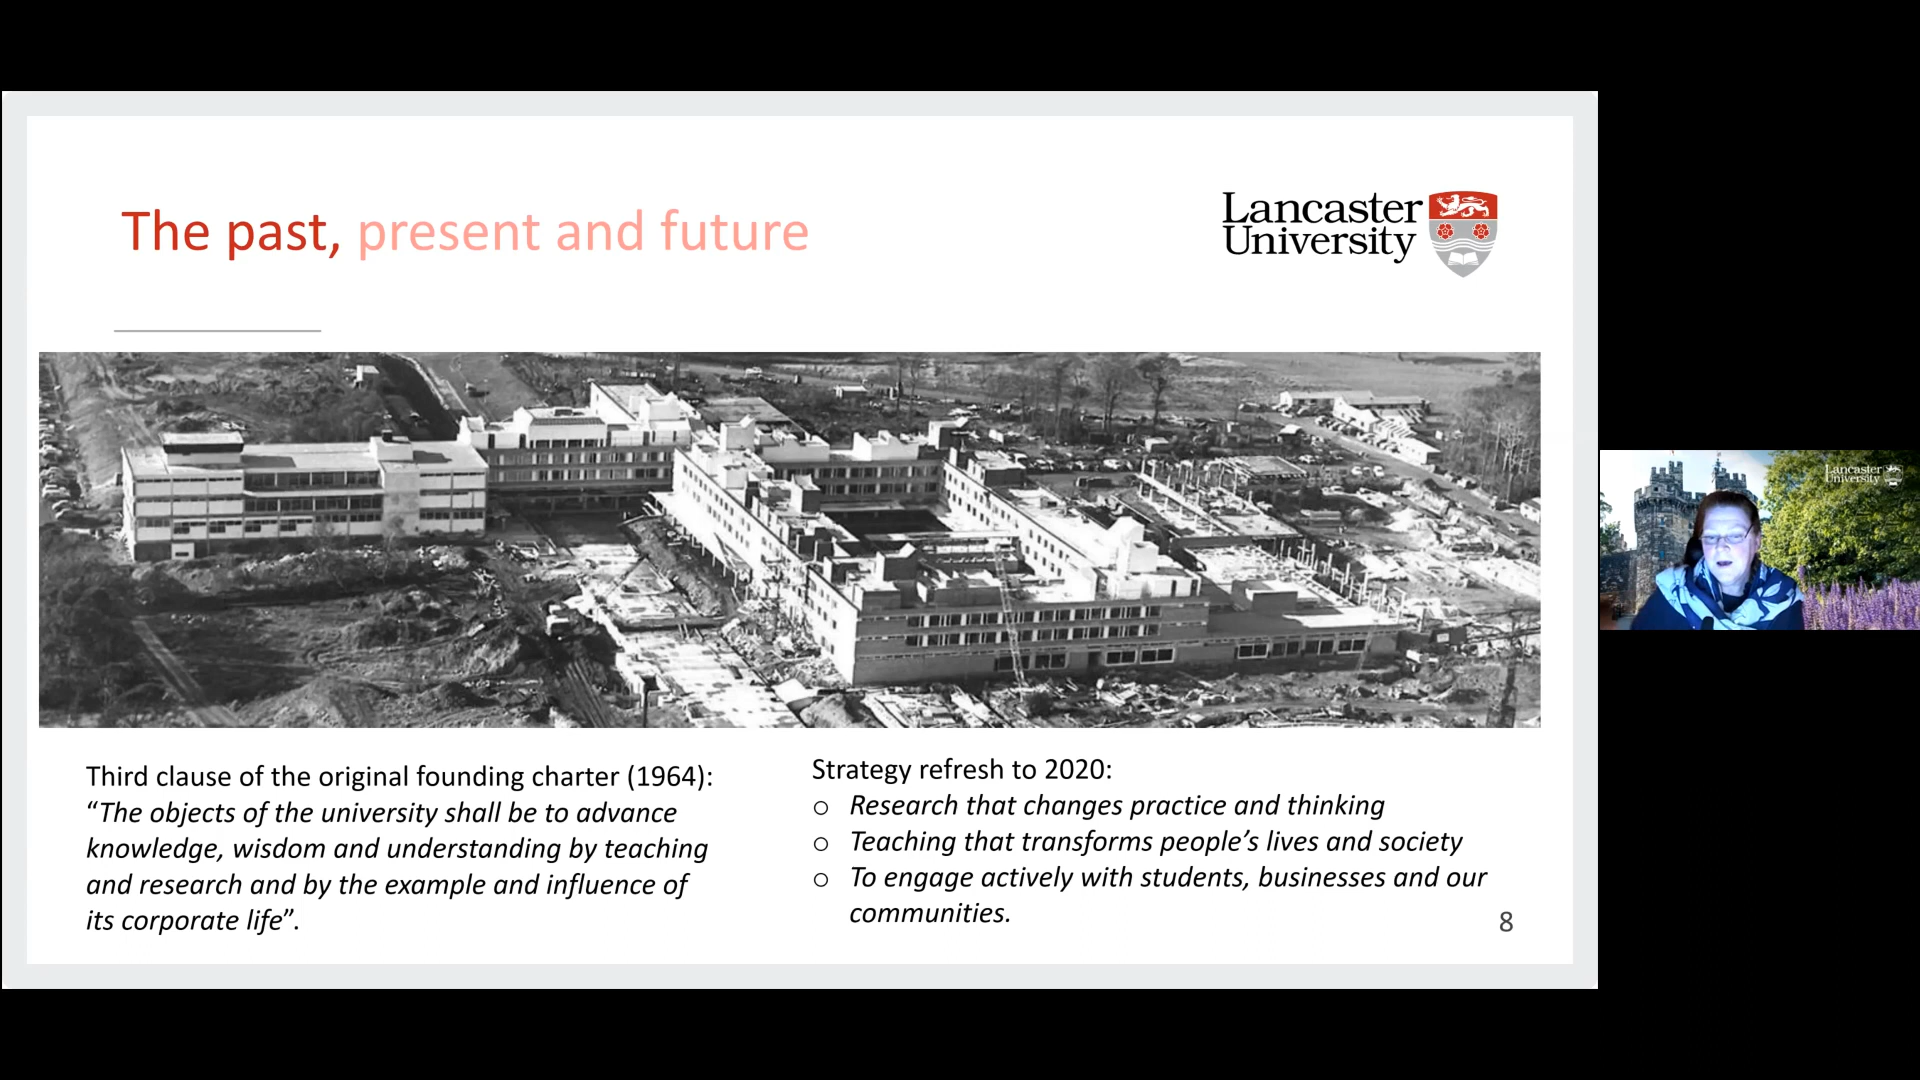 The past, present and future
Lancaster
University
Third clause of the original founding charter (1964):
“The objects of the university shall be to advance
knowledge, wisdom and understanding by teaching
and research and by the example and influence of
its corporate life”.
Strategy refresh to 2020:
o Research that changes practice and thinking
o Teaching that transforms people’s lives and society
o To engage actively with students, businesses and our
communities.
8
Lancaster
University